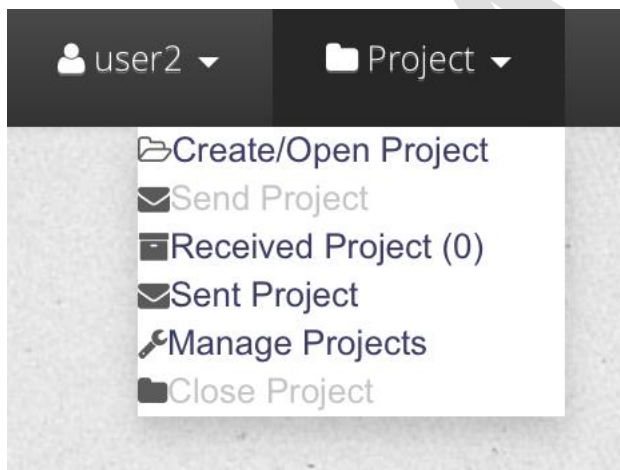 user2 Project
Create/Open Project
Send Project
Received Project (0)
Sent Project
Manage Projects
Close Project